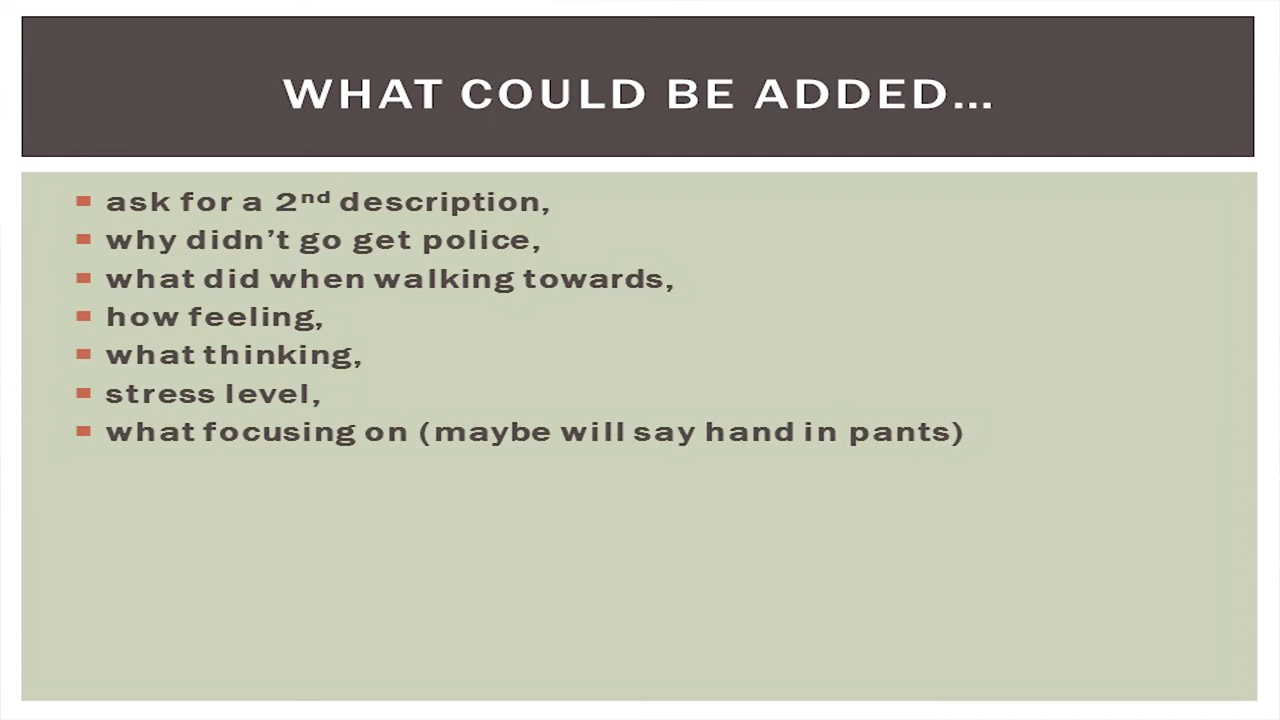 WHAT COULD BE ADDED…
ask for a 2nd description,
why didn't go get police,
what did when walking towards,
how feeling,
what thinking,
stress level,
what focusing on (maybe will say hand in pants)